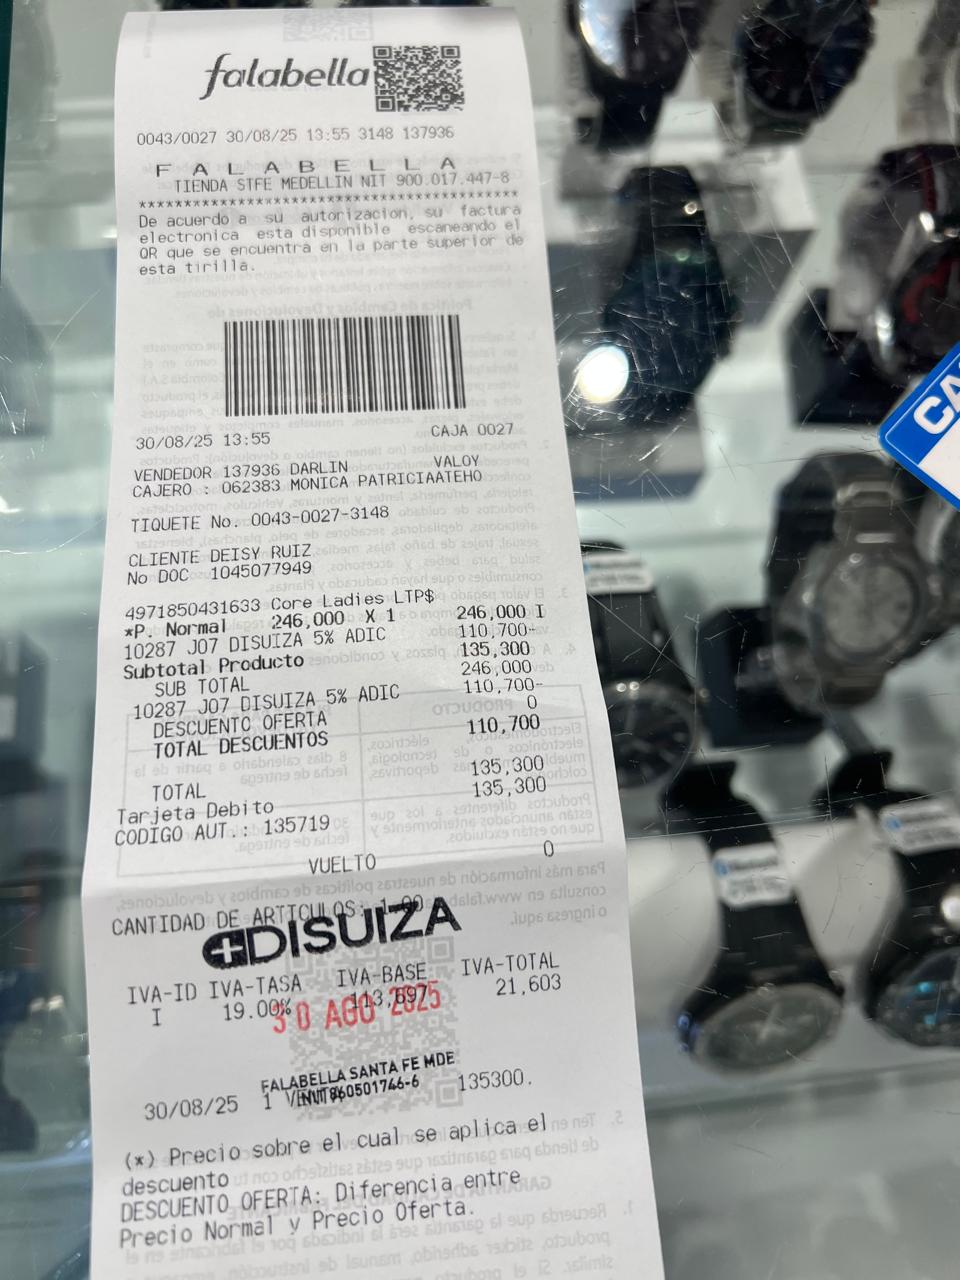 falabella
0043/0027 30/08/25 13:55 3148 137936
F A L A B E L L A
TIENDA STFE MEDELLIN NIT 900.017.447-8
****************************************
De acuerdo a su autorizacion, su factura
electronica esta disponible escaneando el
QR que se encuentra en la parte superior de
esta tirilla.
30/08/25 13:55 CAJA 0027
VENDEDOR 137936 DARLIN VALOY
CAJERO : 062383 MONICA PATRICIAATEHO
TIQUETE No. 0043-0027-3148
CLIENTE DEISY RUIZ
No DOC 1045077949
4971850431633 Core Ladies LTP$
*P. Normal 246,000 X 1 246,000 I
10287 J07 DISUIZA 5% ADIC 110,700-
Subtotal Producto 135,300
SUB TOTAL 246,000
10287 J07 DISUIZA 5% ADIC 110,700-
DESCUENTO OFERTA 0
TOTAL DESCUENTOS 110,700
TOTAL 135,300
Tarjeta Debito 135,300
CODIGO AUT.: 135719
VUELTO 0
CANTIDAD DE ARTICULOS: 1.00
DISUIZA
IVA-ID IVA-TASA IVA-BASE IVA-TOTAL
I 19.00% 113,697 21,603
30 AGO 2025
FALABELLA SANTA FE MDE
NIT 860501746-6
30/08/25 1 135300.
(*) Precio sobre el cual se aplica el
descuento
DESCUENTO OFERTA: Diferencia entre
Precio Normal y Precio Oferta.
CA